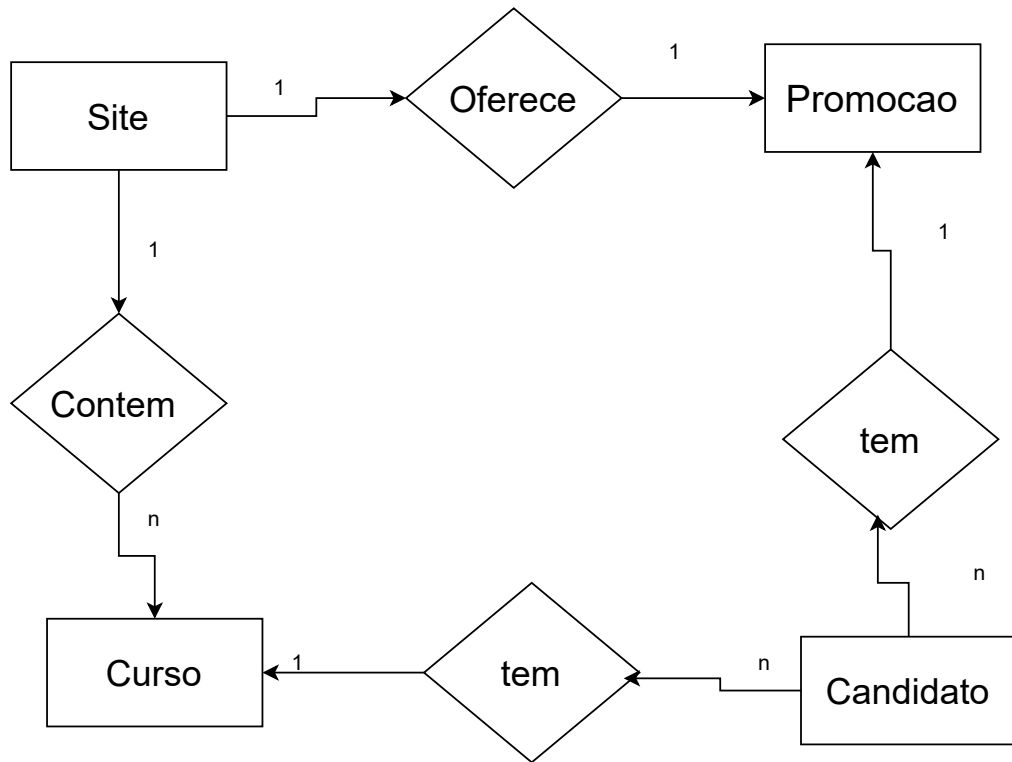 1
1
Site
Oferece
Promocao
1
1
Contem
tem
n
n
Curso
1
tem
n
Candidato